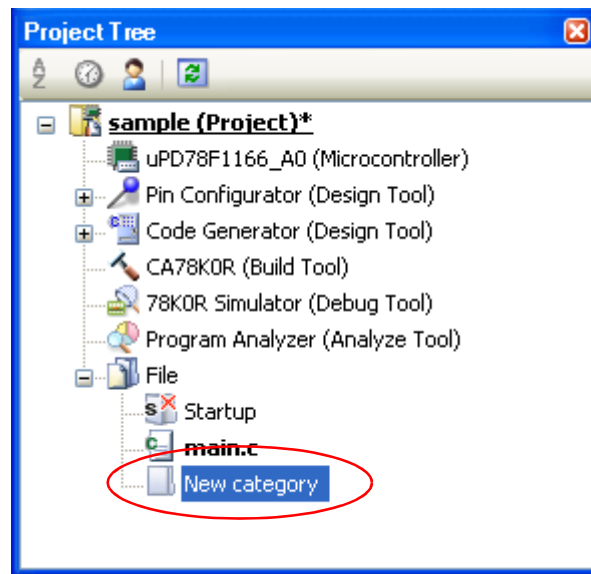 Project Tree
sample (Project)*
uPD78F1166_A0 (Microcontroller)
Pin Configurator (Design Tool)
Code Generator (Design Tool)
CA78K0R (Build Tool)
78K0R Simulator (Debug Tool)
Program Analyzer (Analyze Tool)
File
Startup
main.c
New category